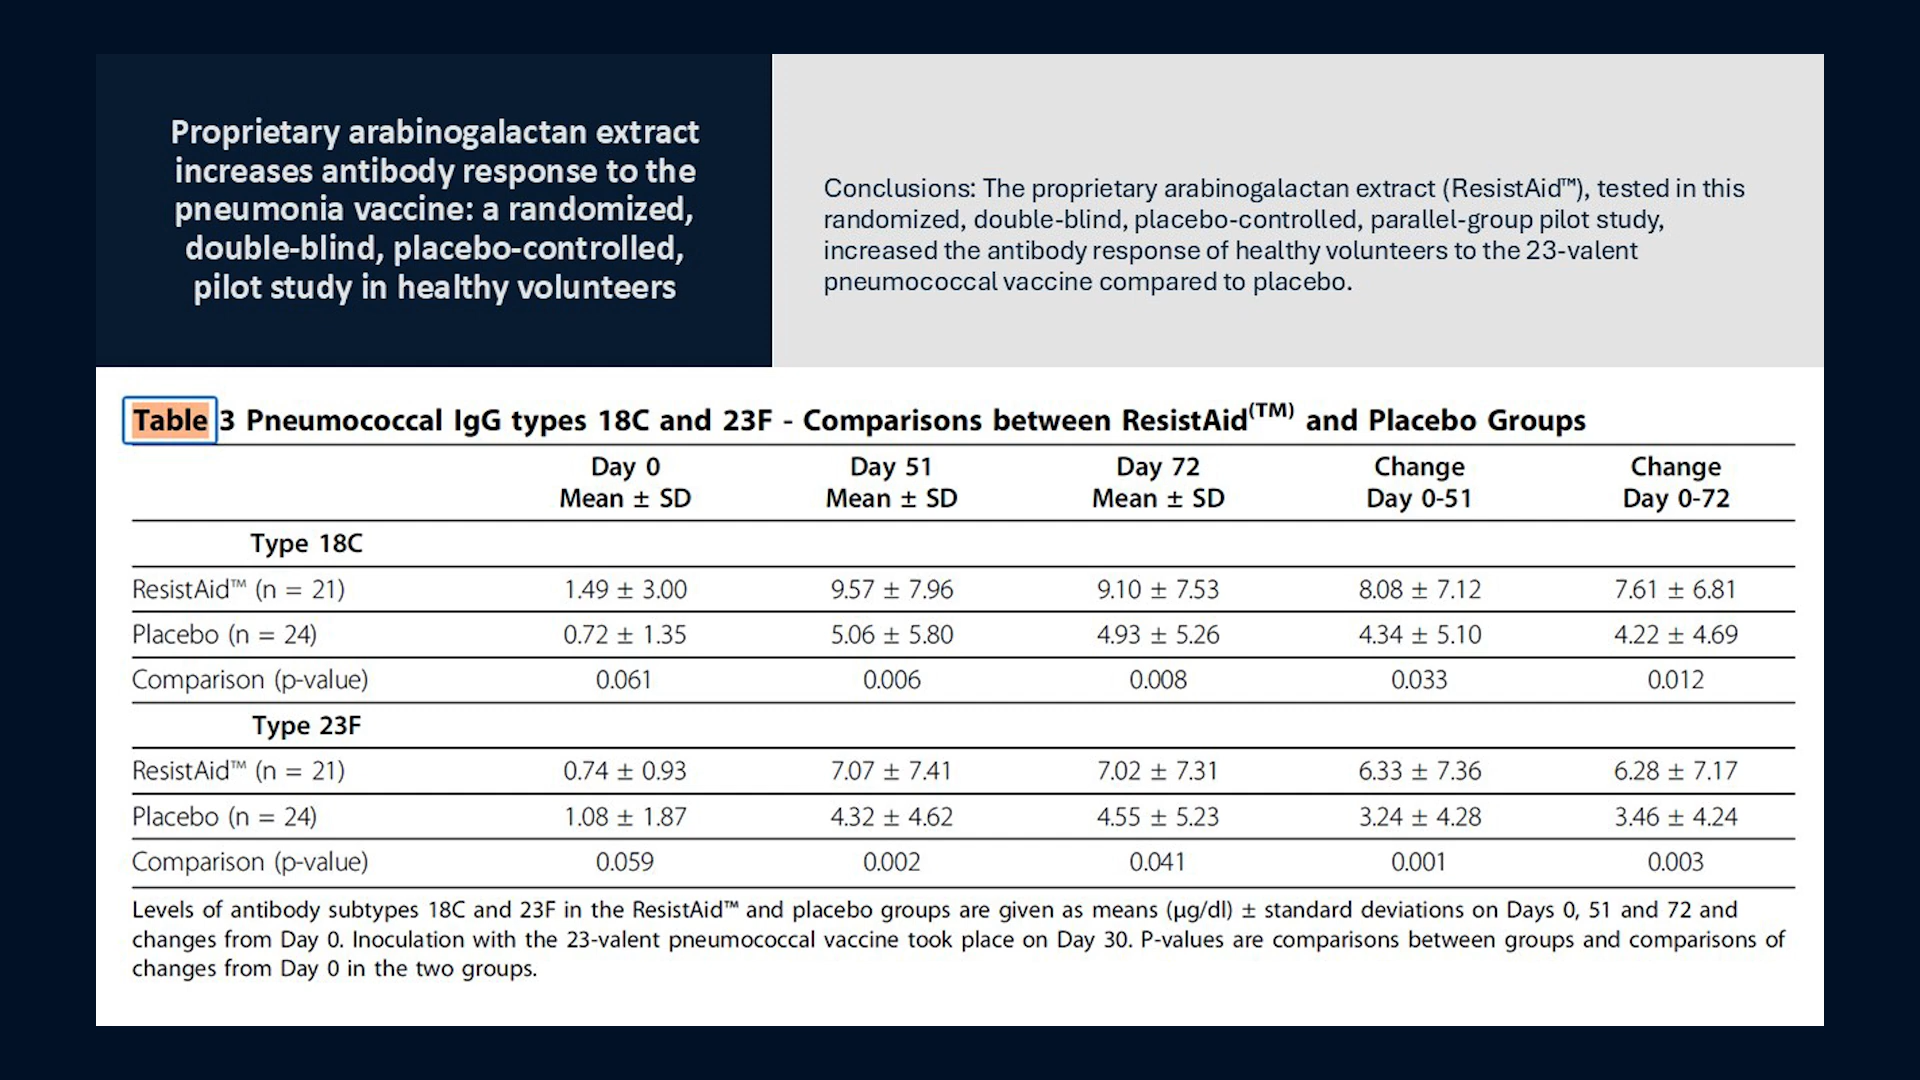 Proprietary arabinogalactan extract
increases antibody response to the
pneumonia vaccine: a randomized,
double-blind, placebo-controlled,
pilot study in healthy volunteers
Conclusions: The proprietary arabinogalactan extract (ResistAid™), tested in this
randomized, double-blind, placebo-controlled, parallel-group pilot study,
increased the antibody response of healthy volunteers to the 23-valent
pneumococcal vaccine compared to placebo.
Table 3 Pneumococcal IgG types 18C and 23F - Comparisons between ResistAid(TM) and Placebo Groups
Day 0 Day 51 Day 72 Change Change
Mean ± SD Mean ± SD Mean ± SD Day 0-51 Day 0-72
Type 18C
ResistAid™ (n = 21) 1.49 ± 3.00 9.57 ± 7.96 9.10 ± 7.53 8.08 ± 7.12 7.61 ± 6.81
Placebo (n = 24) 0.72 ± 1.35 5.06 ± 5.80 4.93 ± 5.26 4.34 ± 5.10 4.22 ± 4.69
Comparison (p-value) 0.061 0.006 0.008 0.033 0.012
Type 23F
ResistAid™ (n = 21) 0.74 ± 0.93 7.07 ± 7.41 7.02 ± 7.31 6.33 ± 7.36 6.28 ± 7.17
Placebo (n = 24) 1.08 ± 1.87 4.32 ± 4.62 4.55 ± 5.23 3.24 ± 4.28 3.46 ± 4.24
Comparison (p-value) 0.059 0.002 0.041 0.001 0.003
Levels of antibody subtypes 18C and 23F in the ResistAid™ and placebo groups are given as means (μg/dl) ± standard deviations on Days 0, 51 and 72 and
changes from Day 0. Inoculation with the 23-valent pneumococcal vaccine took place on Day 30. P-values are comparisons between groups and comparisons of
changes from Day 0 in the two groups.